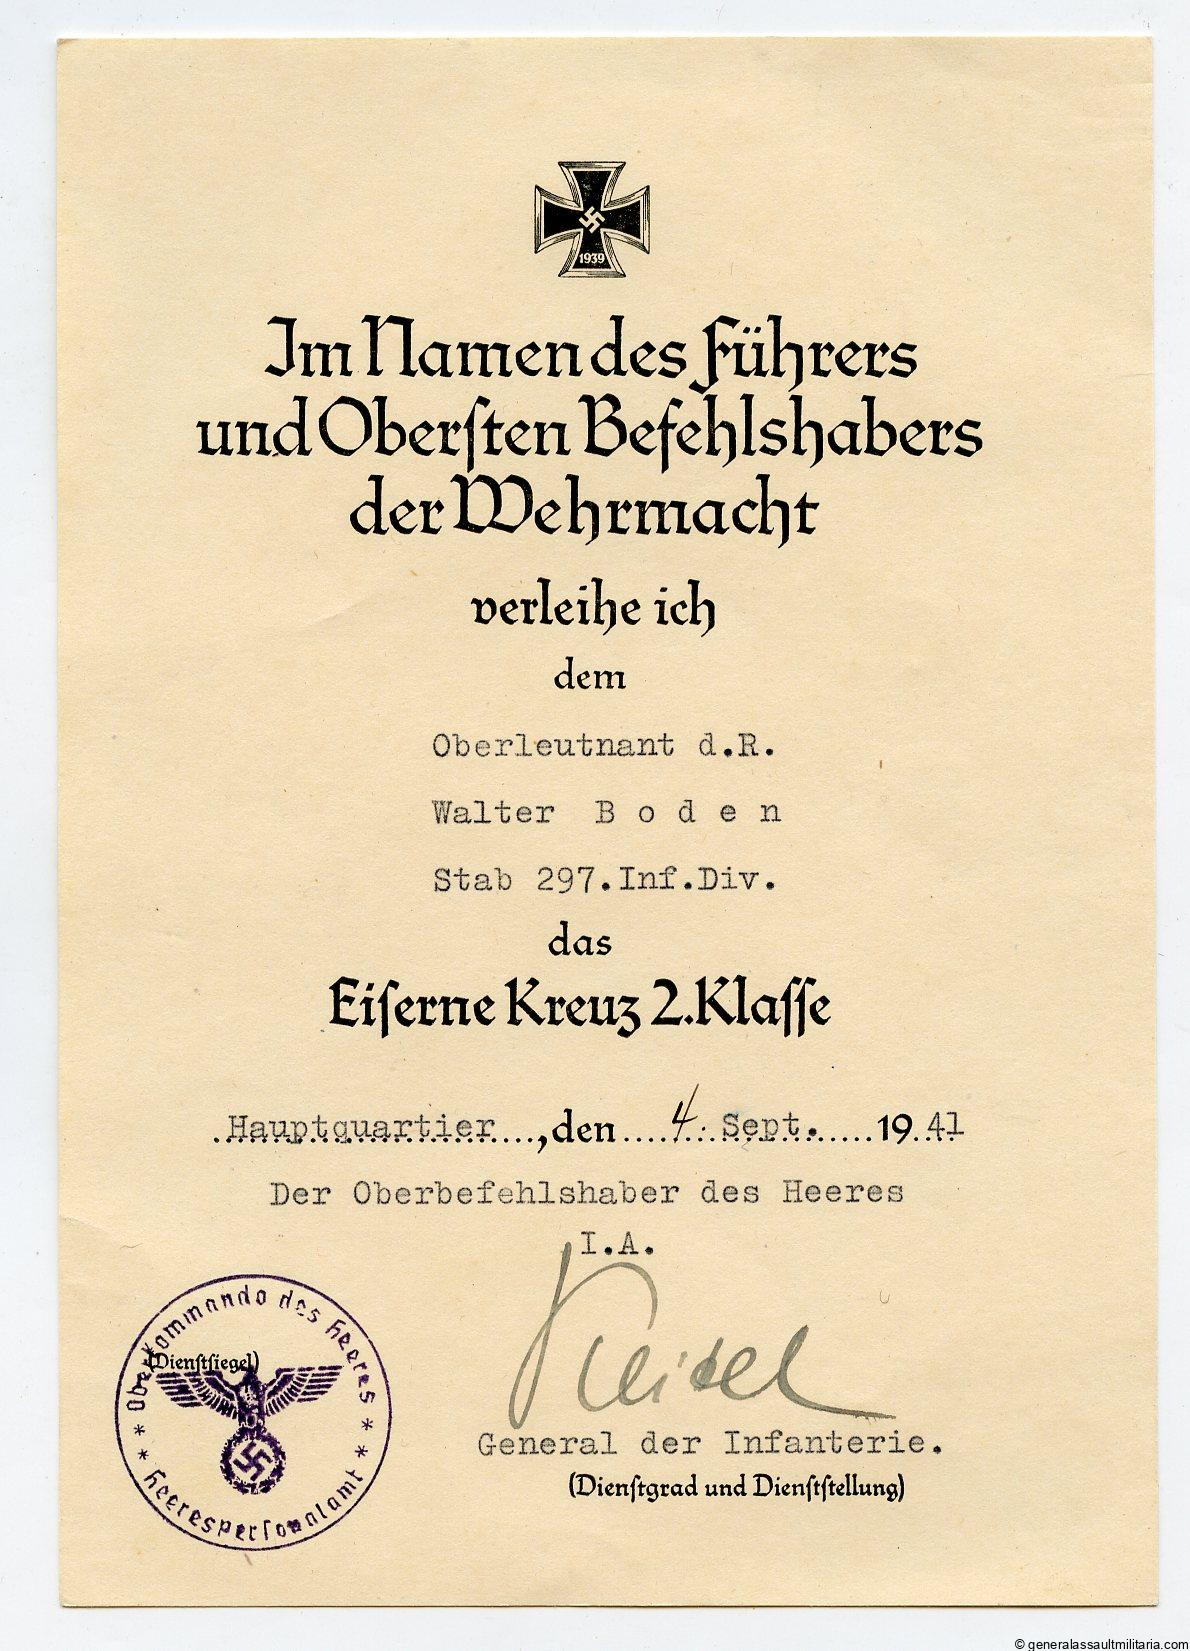 1939
Im Namen des Führers
und Oberſten Befehlshabers
der Wehrmacht
verleihe ich
dem
Oberleutnant d.R.
Walter B o d e n
Stab 297.Inf.Div.
das
Eiſerne Kreuz 2.Klaſſe
Hauptquartier, den 4. Sept. 1941
Der Oberbefehlshaber des Heeres
I.A.
Keitel
General der Infanterie.
(Dienſtgrad und Dienſtſtellung)
(Dienſtſiegel)
Oberkommando des Heeres
* * Heeresperſonalamt * *
© generalassaultmilitaria.com